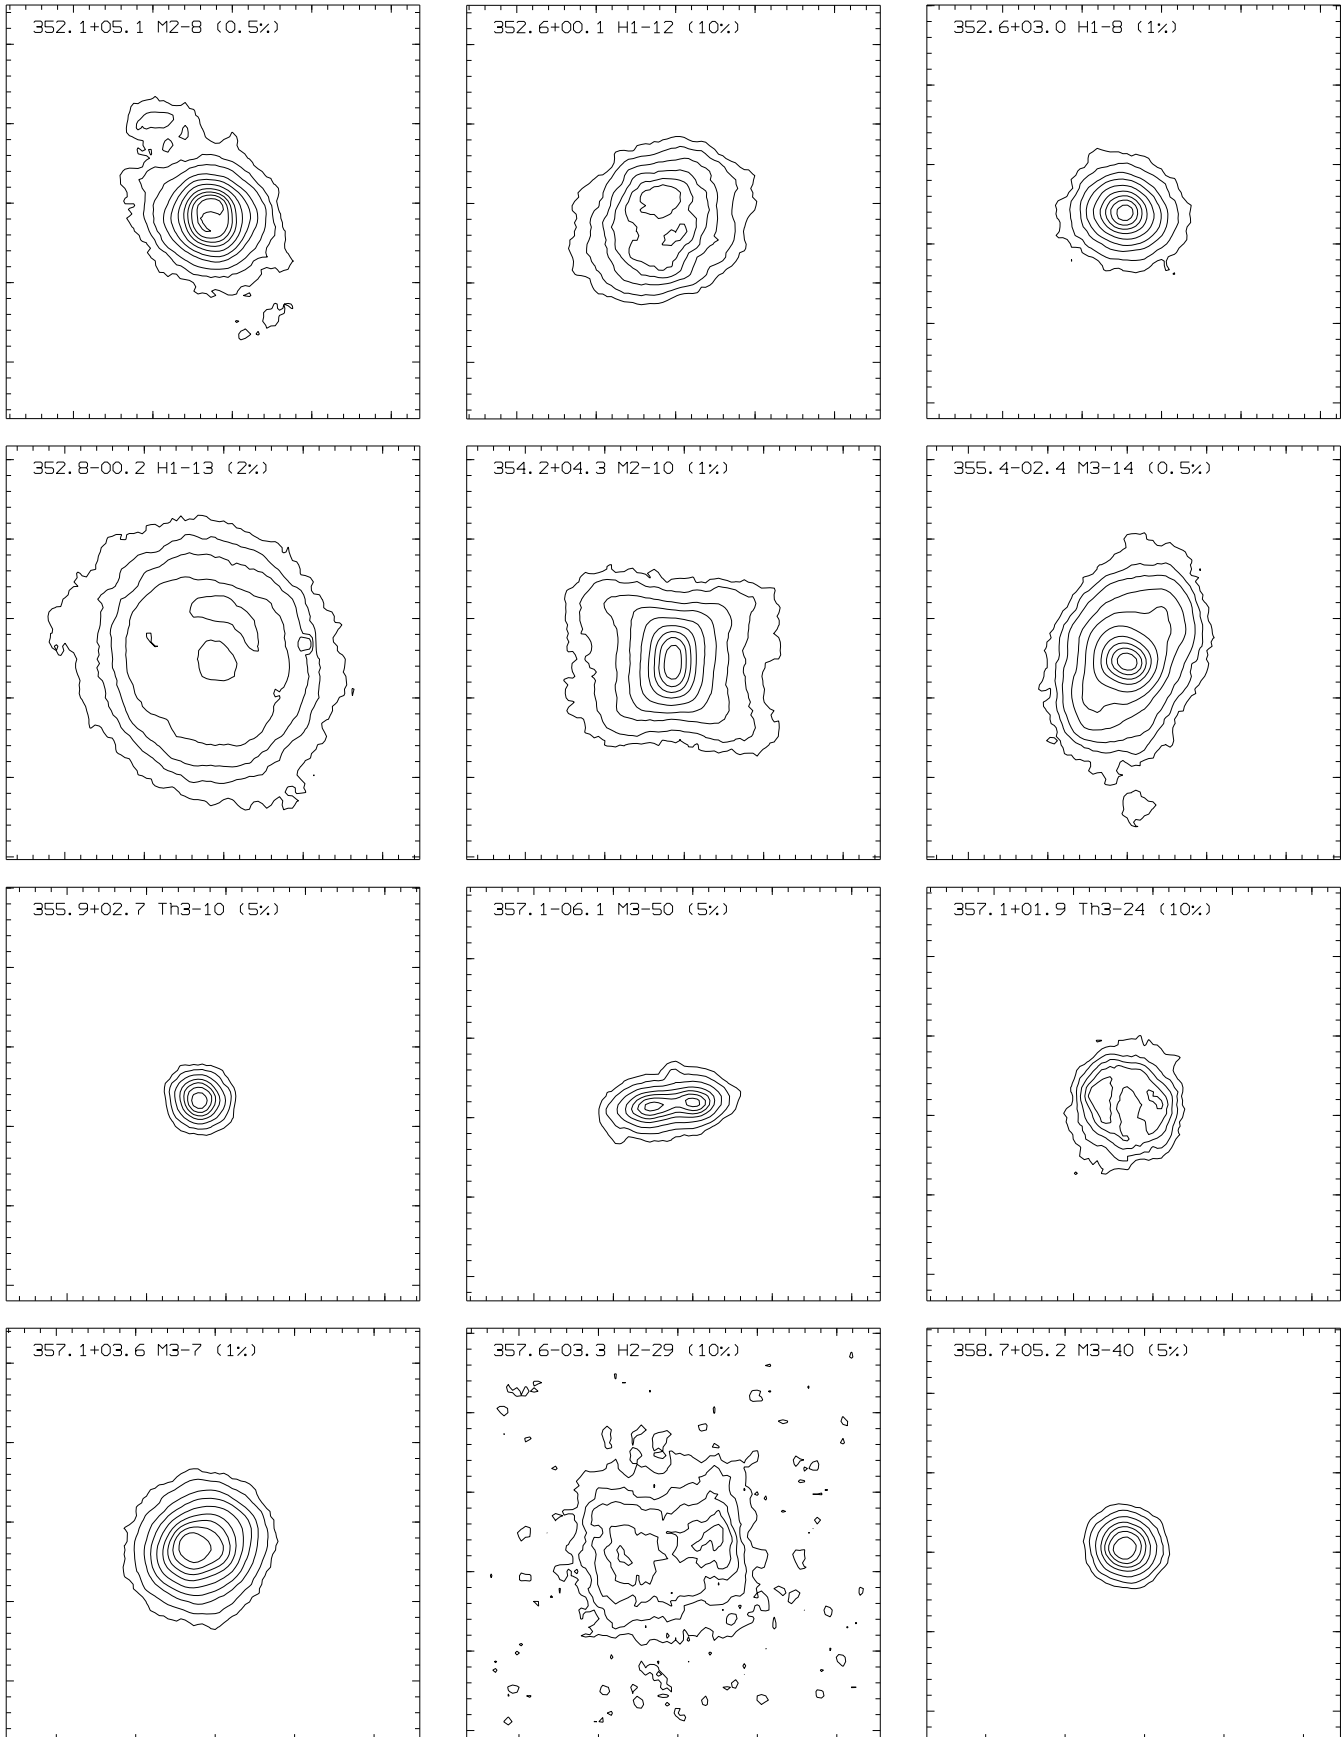 352.1+05.1 M2-8 (0.5%)
352.6+00.1 H1-12 (10%)
352.6+03.0 H1-8 (1%)
352.8-00.2 H1-13 (2%)
354.2+04.3 M2-10 (1%)
355.4-02.4 M3-14 (0.5%)
355.9+02.7 Th3-10 (5%)
357.1-06.1 M3-50 (5%)
357.1+01.9 Th3-24 (10%)
357.1+03.6 M3-7 (1%)
357.6-03.3 H2-29 (10%)
358.7+05.2 M3-40 (5%)